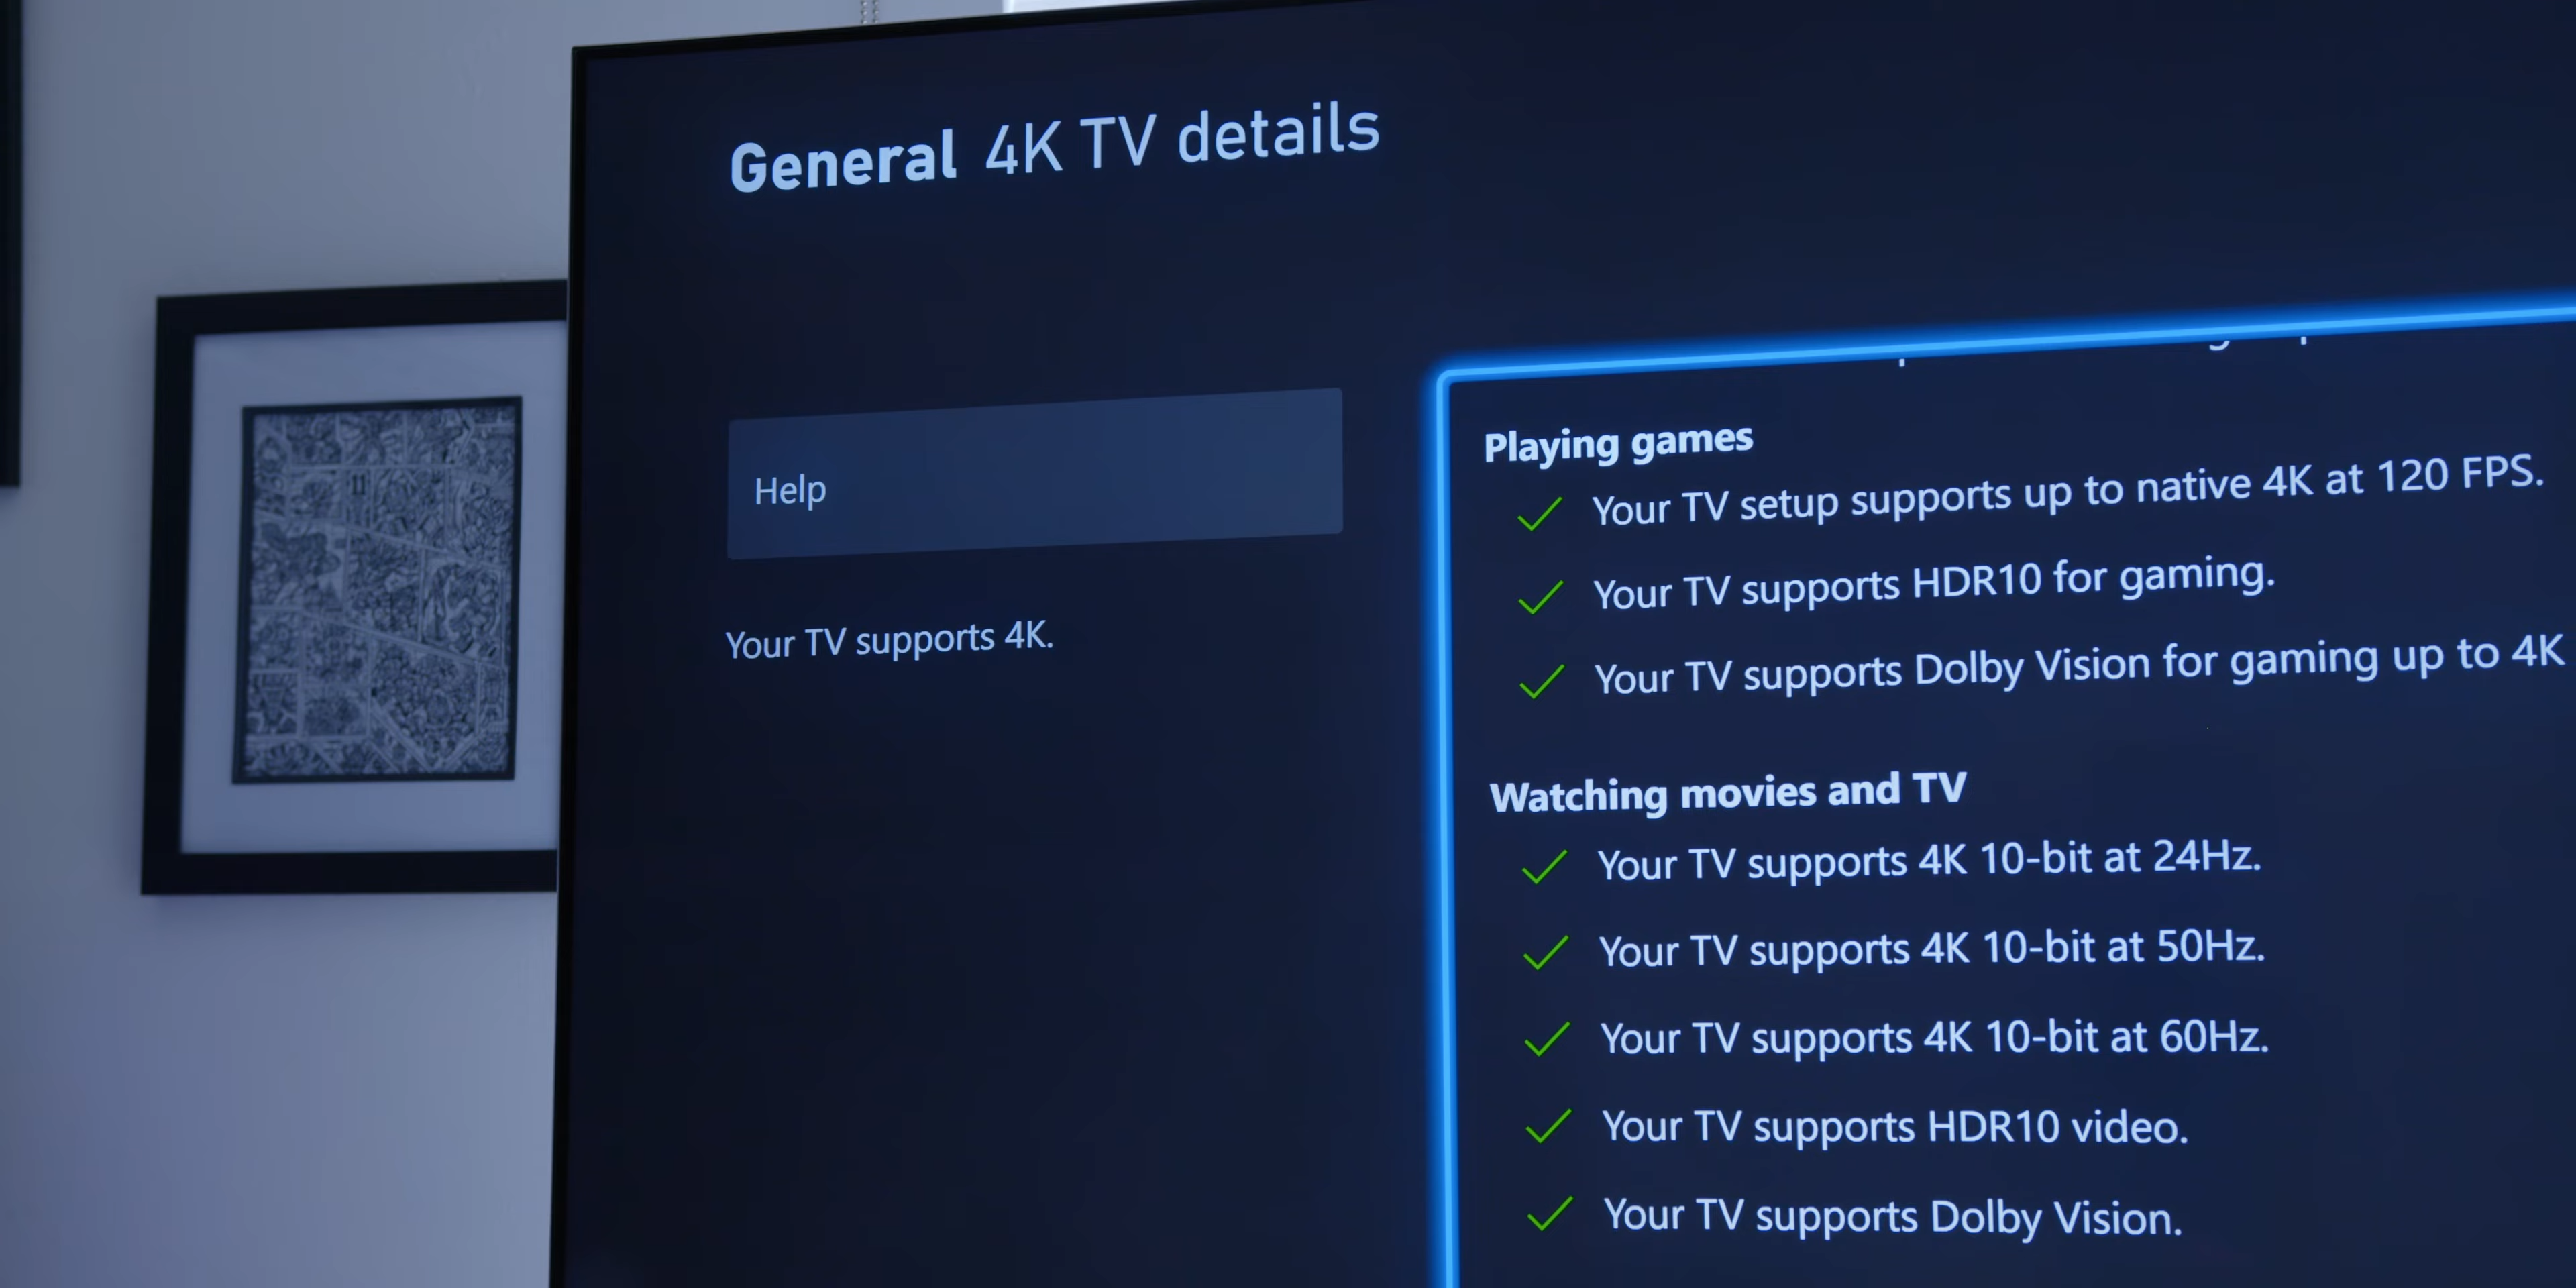 General 4K TV details
Help
Your TV supports 4K.
Playing games
Your TV setup supports up to native 4K at 120 FPS.
Your TV supports HDR10 for gaming.
Your TV supports Dolby Vision for gaming up to 4K
Watching movies and TV
Your TV supports 4K 10-bit at 24Hz.
Your TV supports 4K 10-bit at 50Hz.
Your TV supports 4K 10-bit at 60Hz.
Your TV supports HDR10 video.
Your TV supports Dolby Vision.